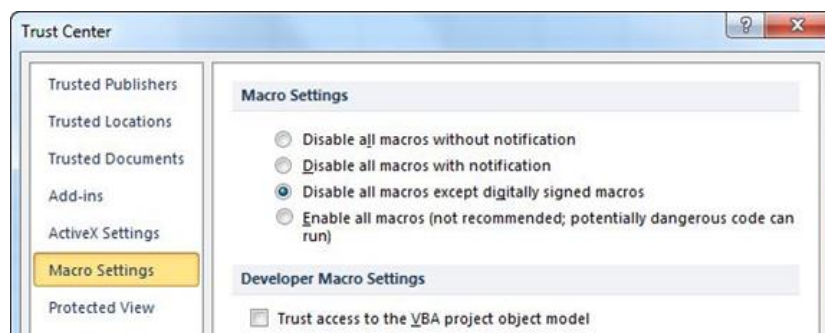 Trust Center
Trusted Publishers
Trusted Locations
Trusted Documents
Add-ins
ActiveX Settings
Macro Settings
Protected View
Macro Settings
Disable all macros without notification
Disable all macros with notification
Disable all macros except digitally signed macros
Enable all macros (not recommended; potentially dangerous code can
run)
Developer Macro Settings
Trust access to the VBA project object model